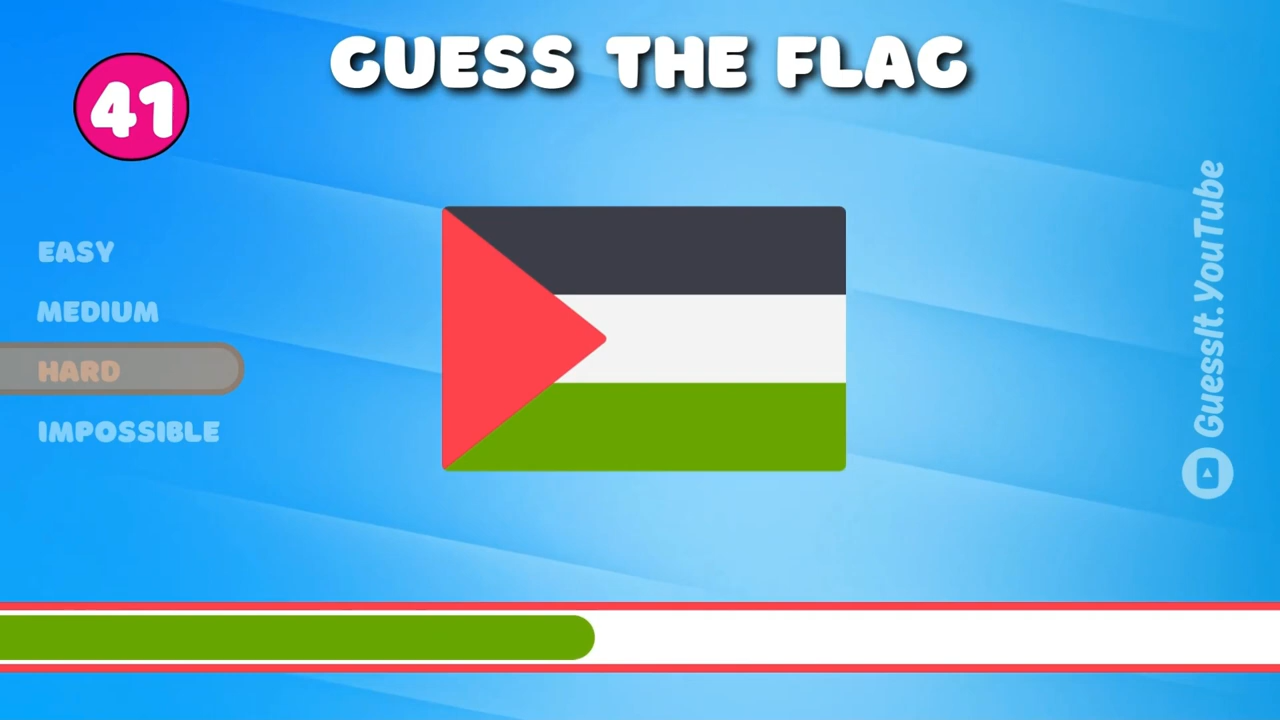 GUESS THE FLAG
41
EASY
MEDIUM
HARD
IMPOSSIBLE
GuessIt.YouTube